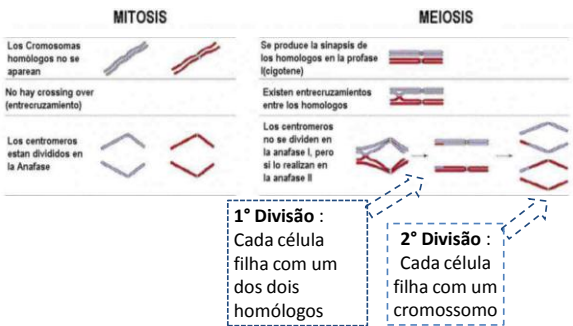 MITOSIS
Los Cromosomas
homólogos no se
aparean
No hay crossing over
(entrecruzamiento)
Los centromeros
estan divididos en
la Anafase
MEIOSIS
Se produce la sinapsis de
los homologos en la profase
I(cigotene)
Existen entrecruzamientos
entre los homologos
Los centromeros
no se dividen en
la anafase I, pero
si lo realizan en
la anafase II
1° Divisão :
Cada célula
filha com um
dos dois
homólogos
2° Divisão :
Cada célula
filha com um
cromossomo